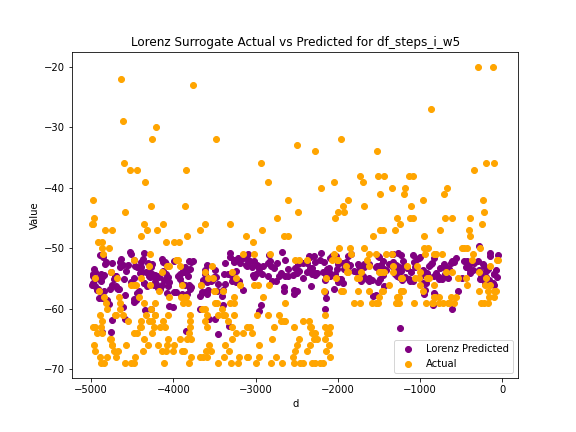 Lorenz Surrogate Actual vs Predicted for df_steps_i_w5
−20
−30
−40
−50
−60
−70
Value
−5000 −4000 −3000 −2000 −1000 0
d
Lorenz Predicted
Actual